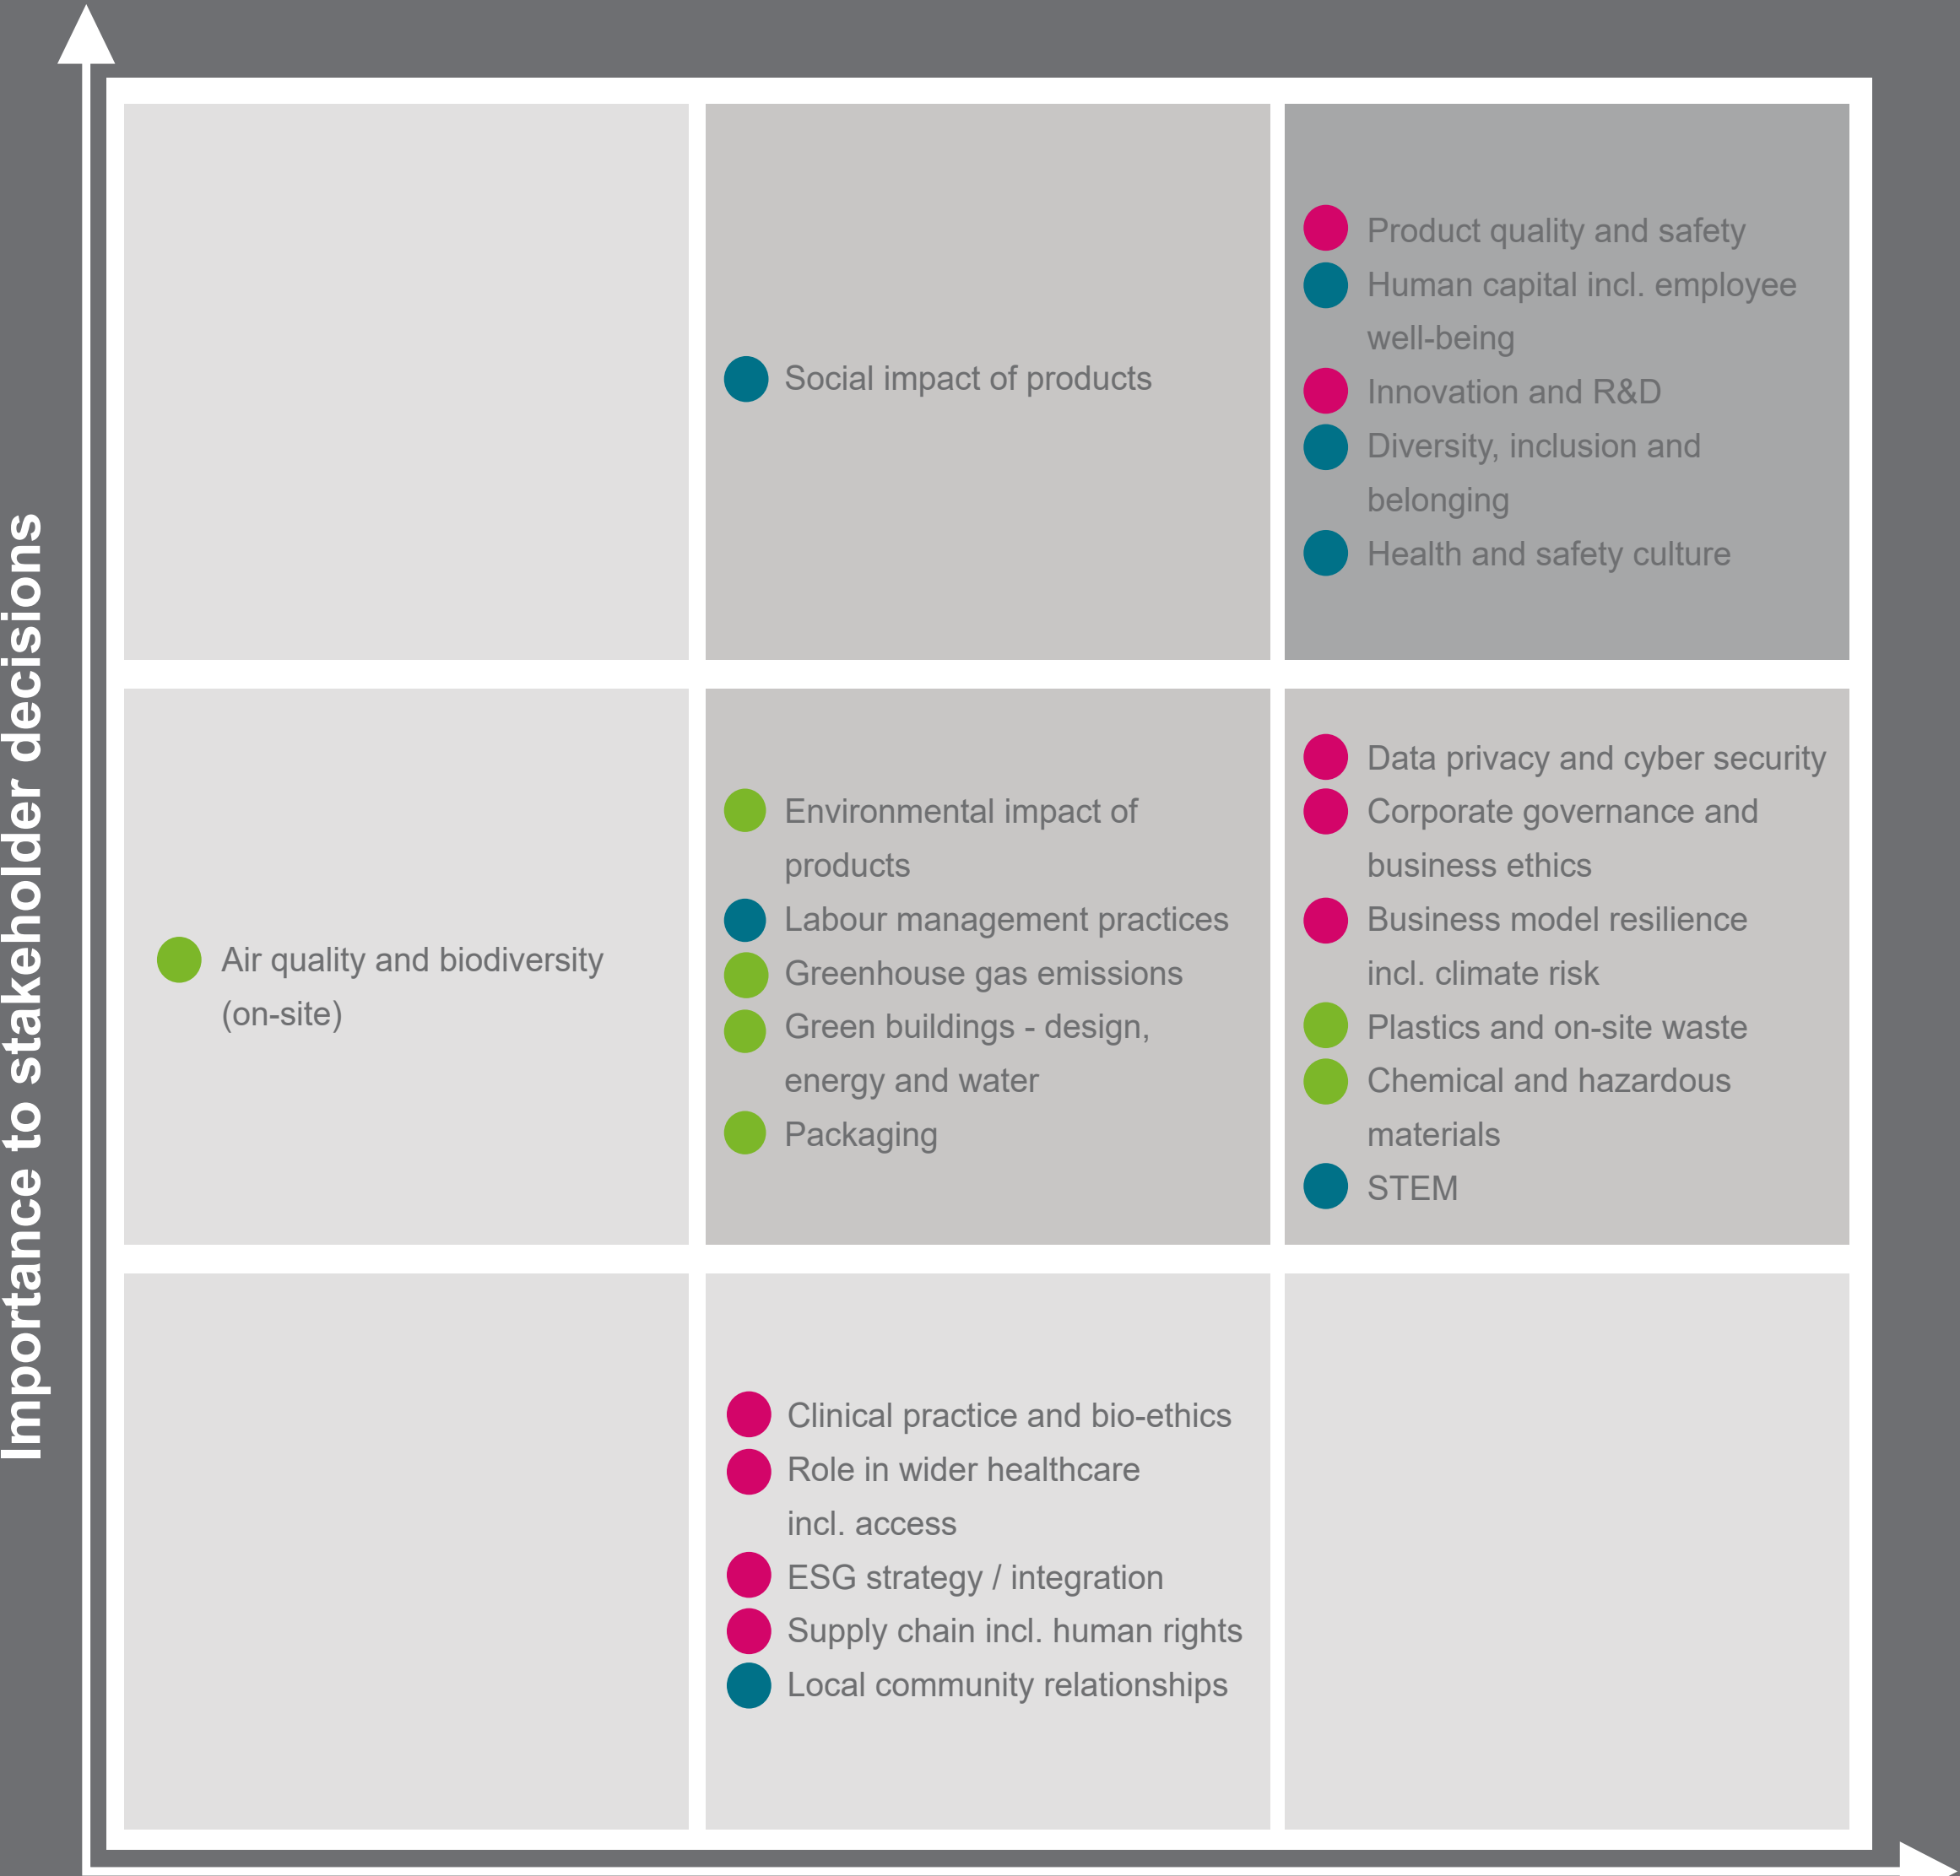 Importance to stakeholder decisions
Product quality and safety
Human capital incl. employee
well-being
Innovation and R&D
Diversity, inclusion and
belonging
Health and safety culture
Social impact of products
Data privacy and cyber security
Corporate governance and
business ethics
Business model resilience
incl. climate risk
Plastics and on-site waste
Chemical and hazardous
materials
STEM
Environmental impact of
products
Labour management practices
Greenhouse gas emissions
Green buildings - design,
energy and water
Packaging
Air quality and biodiversity
(on-site)
Clinical practice and bio-ethics
Role in wider healthcare
incl. access
ESG strategy / integration
Supply chain incl. human rights
Local community relationships